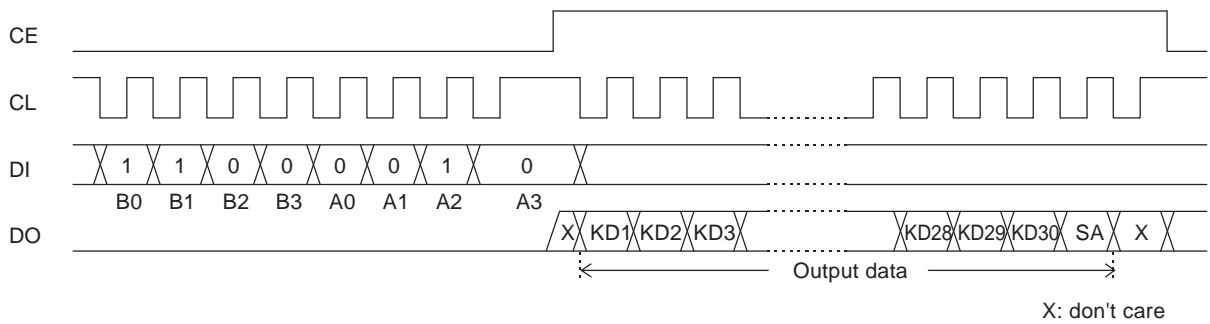 CE
CL
DI 1 1 0 0 0 0 1 0
B0 B1 B2 B3 A0 A1 A2 A3
DO X KD1 KD2 KD3 KD28 KD29 KD30 SA X
Output data
X: don't care